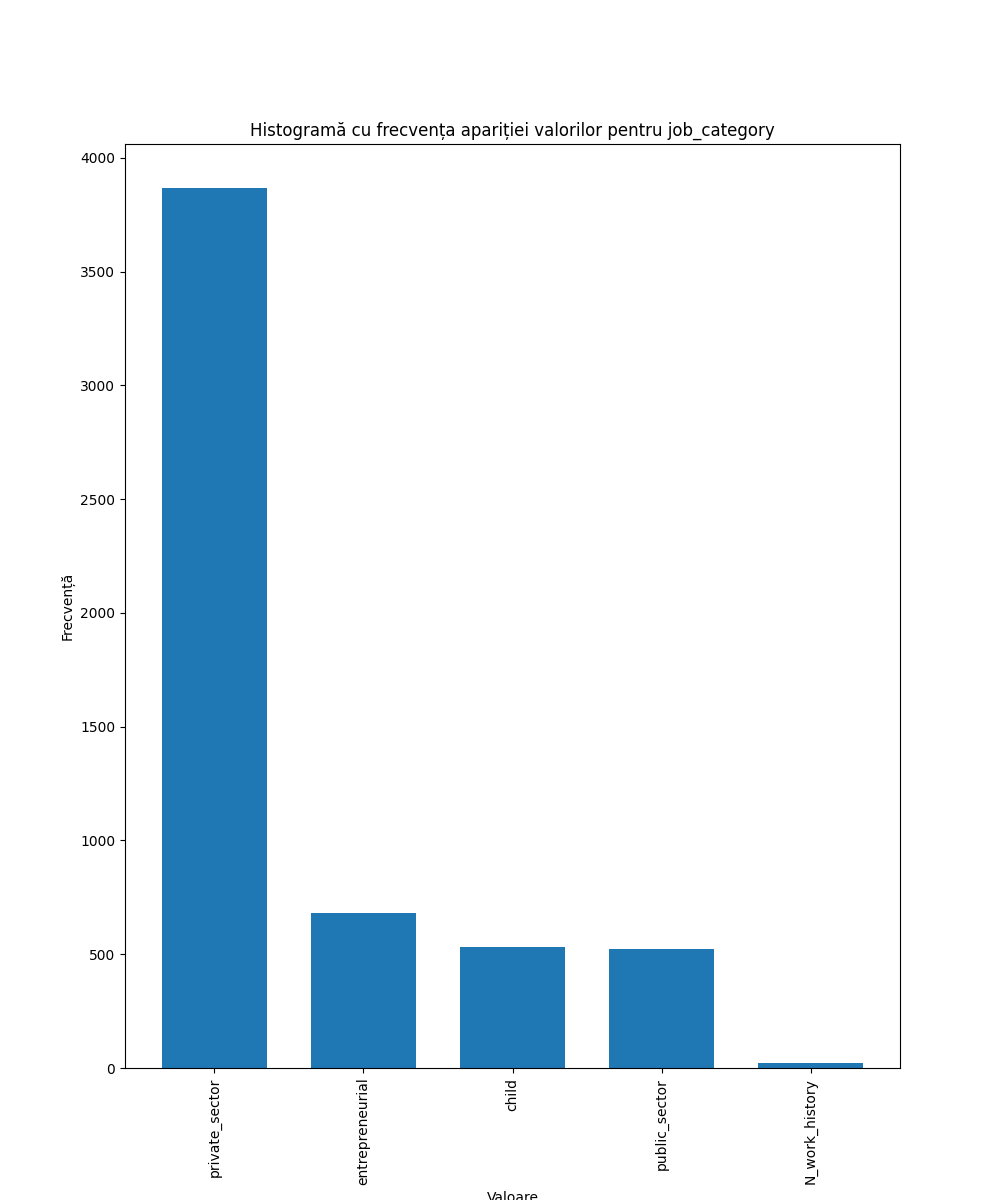 Histogramă cu frecvența apariției valorilor pentru job_category
4000
3500
3000
2500
2000
1500
1000
500
0
Frecvență
private_sector
entrepreneurial
child
public_sector
N_work_history
Valoare